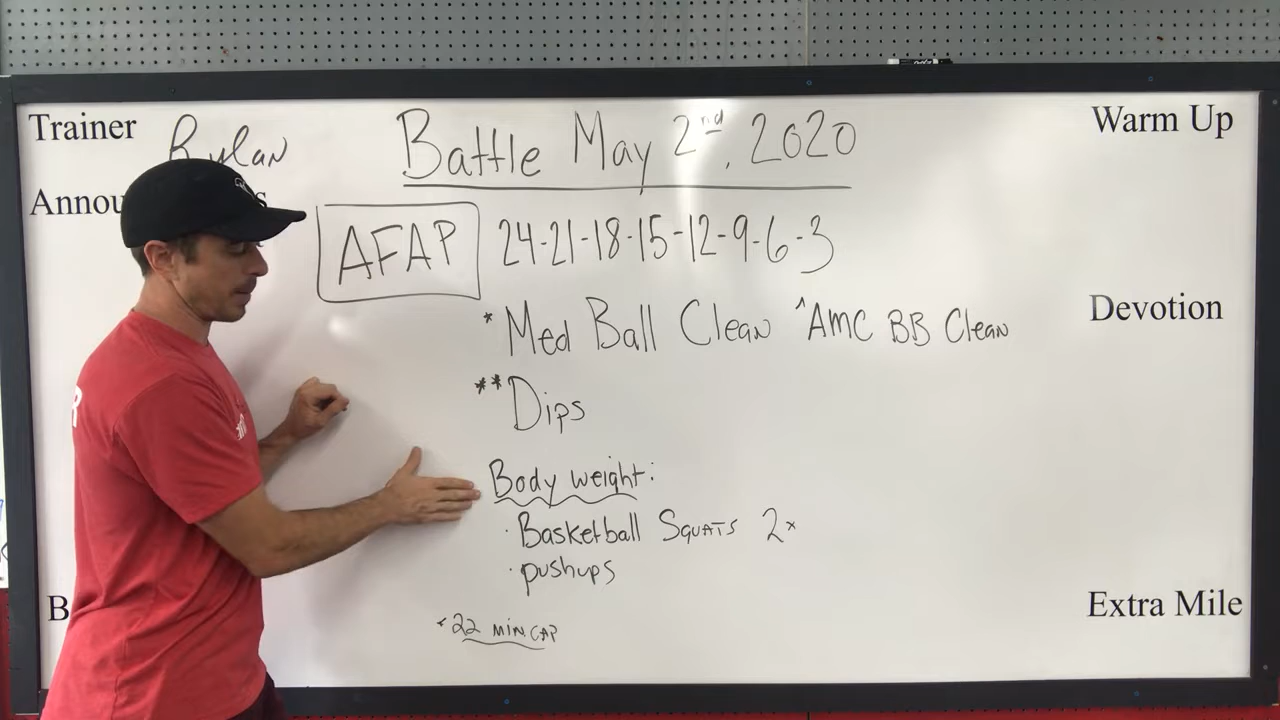 Trainer Rylan
Battle May 2nd, 2020
Warm Up
AFAP 24-21-18-15-12-9-6-3
* Med Ball Clean ^AMC BB Clean
Devotion
** Dips
Body weight:
· Basketball Squats 2x
· pushups
Extra Mile
22 MIN CAP